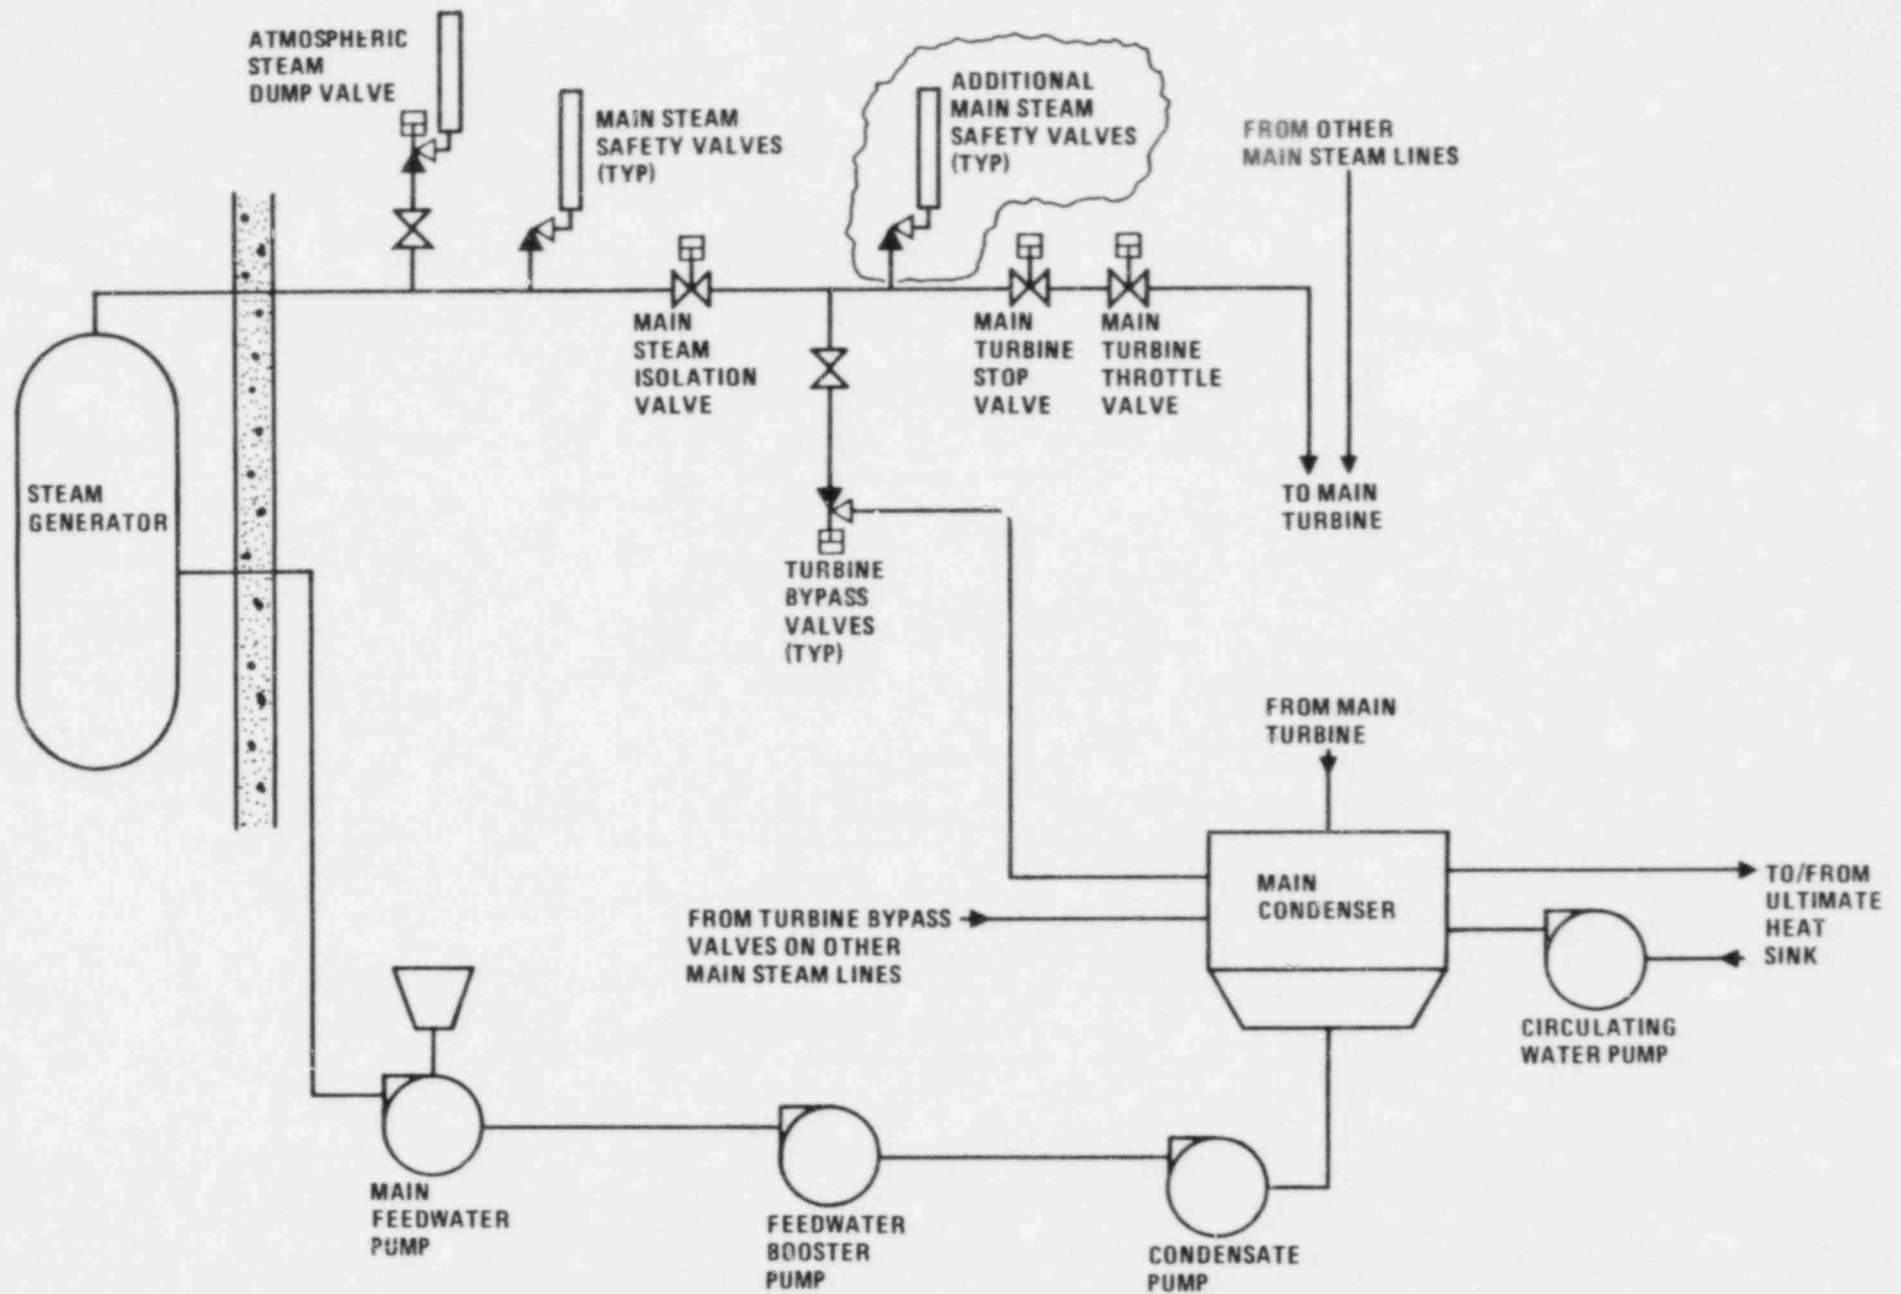 ATMOSPHERIC
STEAM
DUMP VALVE
MAIN STEAM
SAFETY VALVES
(TYP)
ADDITIONAL
MAIN STEAM
SAFETY VALVES
(TYP)
FROM OTHER
MAIN STEAM LINES
MAIN
STEAM
ISOLATION
VALVE
MAIN
TURBINE
STOP
VALVE
MAIN
TURBINE
THROTTLE
VALVE
STEAM
GENERATOR
TO MAIN
TURBINE
TURBINE
BYPASS
VALVES
(TYP)
FROM MAIN
TURBINE
MAIN
CONDENSER
TO/FROM
ULTIMATE
HEAT
SINK
FROM TURBINE BYPASS
VALVES ON OTHER
MAIN STEAM LINES
CIRCULATING
WATER PUMP
MAIN
FEEDWATER
PUMP
FEEDWATER
BOOSTER
PUMP
CONDENSATE
PUMP